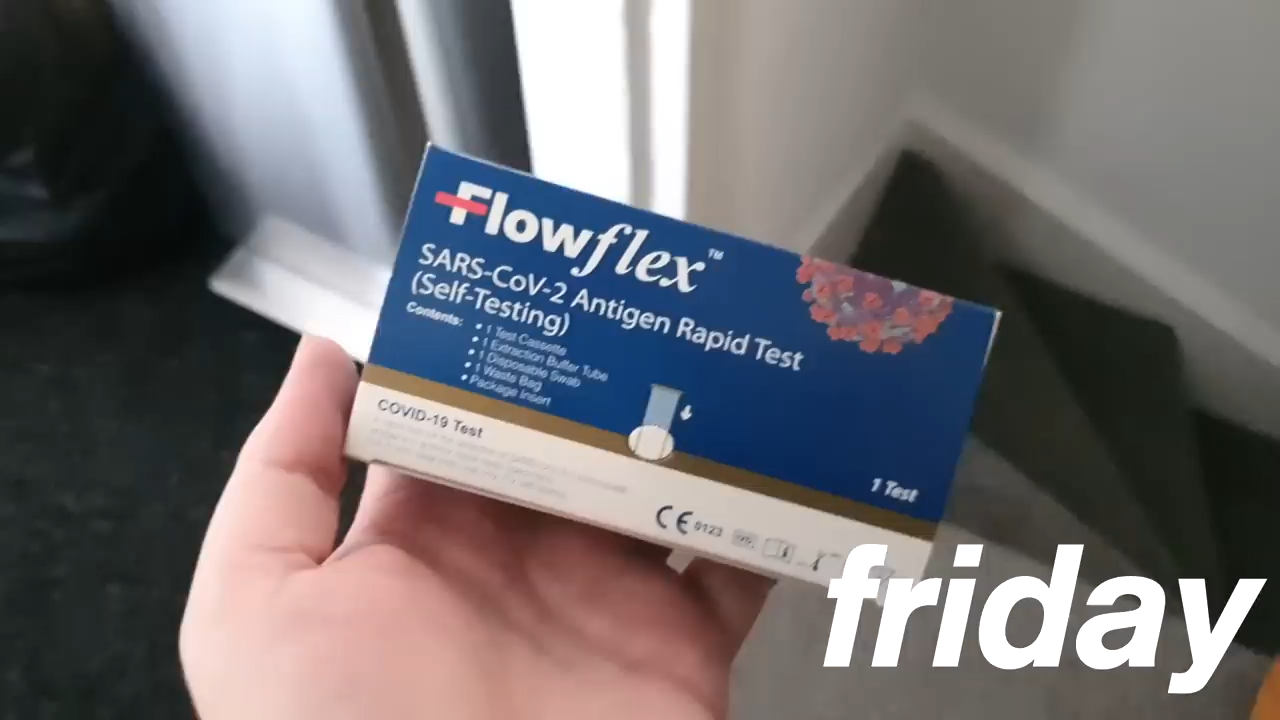 Flowflex™
SARS-CoV-2 Antigen Rapid Test
(Self-Testing)
Contents:
• 1 Test Cassette
• 1 Extraction Buffer Tube
• 1 Disposable Swab
• 1 Waste Bag
• Package Insert
COVID-19 Test
1 Test
CE 0123
friday